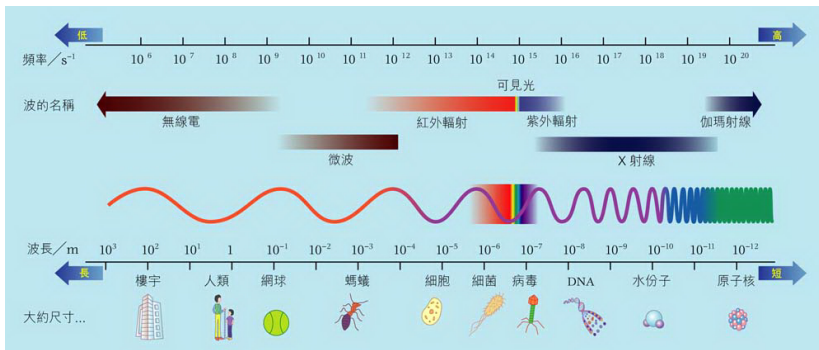 低 高
頻率／s⁻¹ 10⁶ 10⁷ 10⁸ 10⁹ 10¹⁰ 10¹¹ 10¹² 10¹³ 10¹⁴ 10¹⁵ 10¹⁶ 10¹⁷ 10¹⁸ 10¹⁹ 10²⁰
可見光
波的名稱
無線電 紅外輻射 紫外輻射 伽瑪射線
微波 X 射線
波長／m 10³ 10² 10¹ 1 10⁻¹ 10⁻² 10⁻³ 10⁻⁴ 10⁻⁵ 10⁻⁶ 10⁻⁷ 10⁻⁸ 10⁻⁹ 10⁻¹⁰ 10⁻¹¹ 10⁻¹²
長 短
樓宇 人類 網球 螞蟻 細胞 細菌 病毒 DNA 水份子 原子核
大約尺寸...